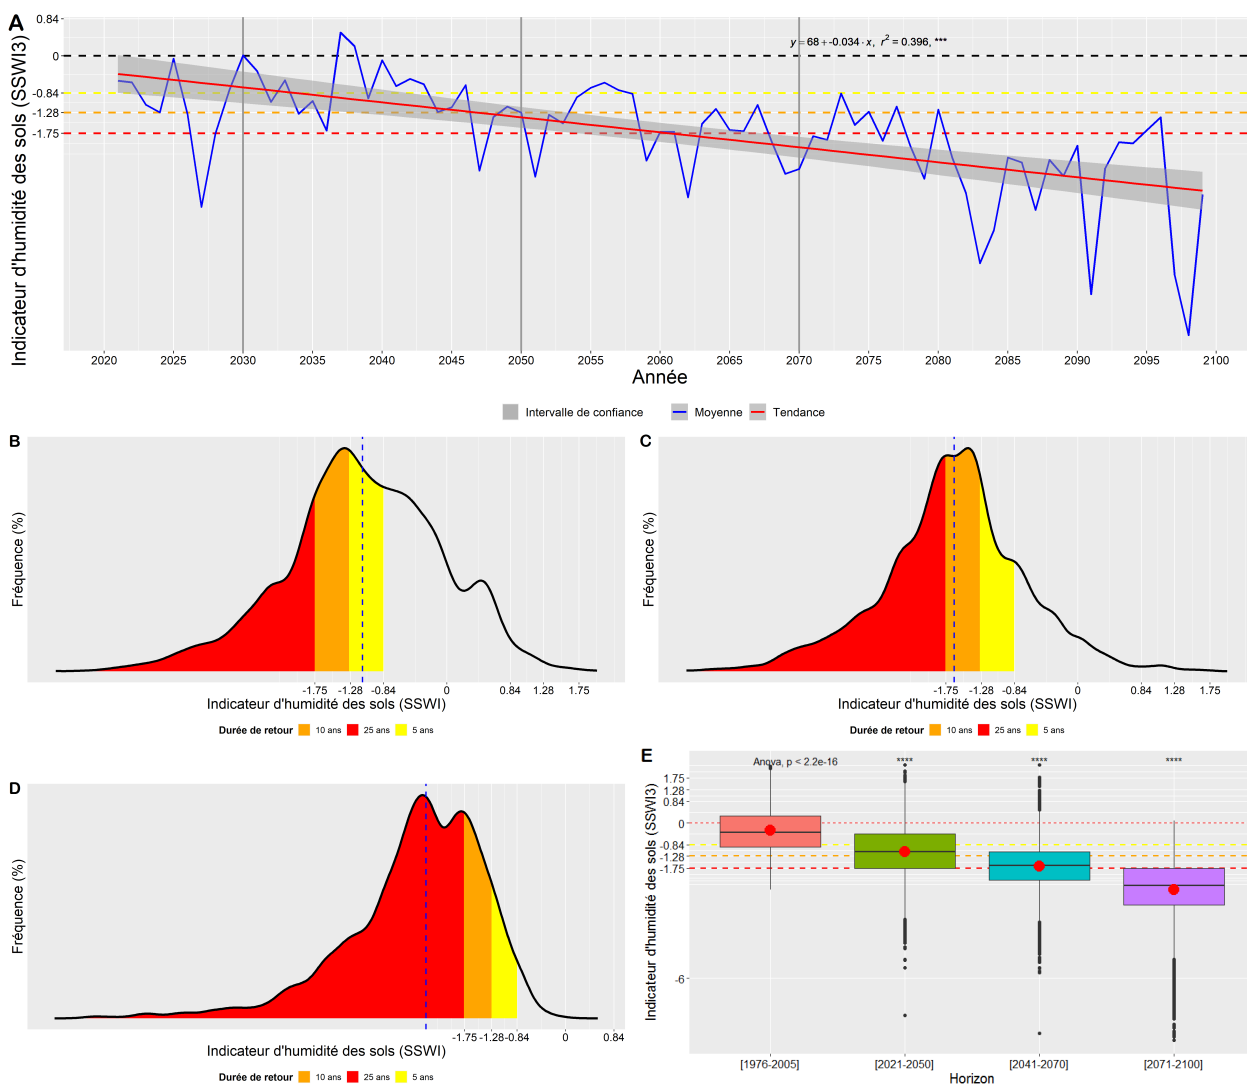 A
Indicateur d'humidité des sols (SSWI3)
0.84
0
-0.84
-1.28
-1.75
y = 68 + -0.034 · x, r² = 0.396, ***
2020 2025 2030 2035 2040 2045 2050 2055 2060 2065 2070 2075 2080 2085 2090 2095 2100
Année
Intervalle de confiance Moyenne Tendance
B
Fréquence (%)
-1.75 -1.28 -0.84 0 0.84 1.28 1.75
Indicateur d'humidité des sols (SSWI)
Durée de retour 10 ans 25 ans 5 ans
C
Fréquence (%)
-1.75 -1.28 -0.84 0 0.84 1.28 1.75
Indicateur d'humidité des sols (SSWI)
Durée de retour 10 ans 25 ans 5 ans
D
Fréquence (%)
-1.75 -1.28 -0.84 0 0.84
Indicateur d'humidité des sols (SSWI)
Durée de retour 10 ans 25 ans 5 ans
E
Indicateur d'humidité des sols (SSWI3)
Anova, p < 2.2e-16 **** **** ****
1.75
1.28
0.84
0
-0.84
-1.28
-1.75
-6
[1976-2005] [2021-2050] [2041-2070] [2071-2100]
Horizon